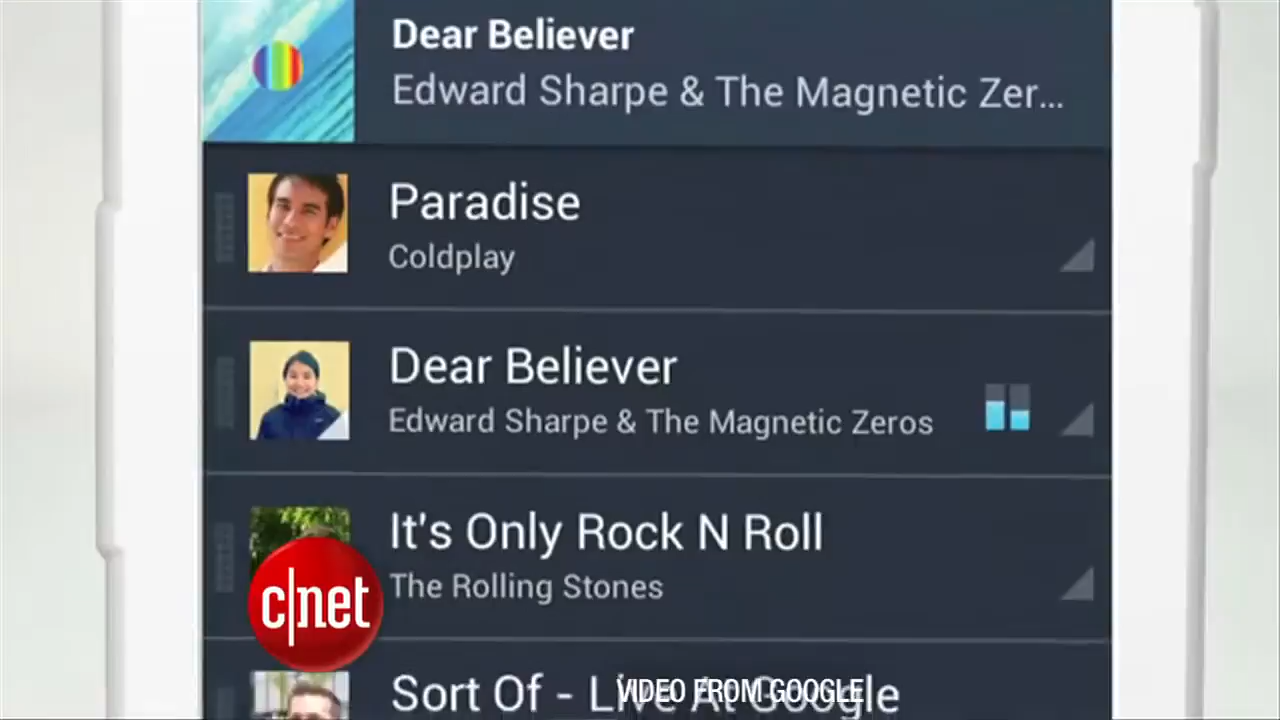 Dear Believer
Edward Sharpe & The Magnetic Zer...
Paradise
Coldplay
Dear Believer
Edward Sharpe & The Magnetic Zeros
It's Only Rock N Roll
The Rolling Stones
c|net
Sort Of - Live At Google
VIDEO FROM GOOGLE